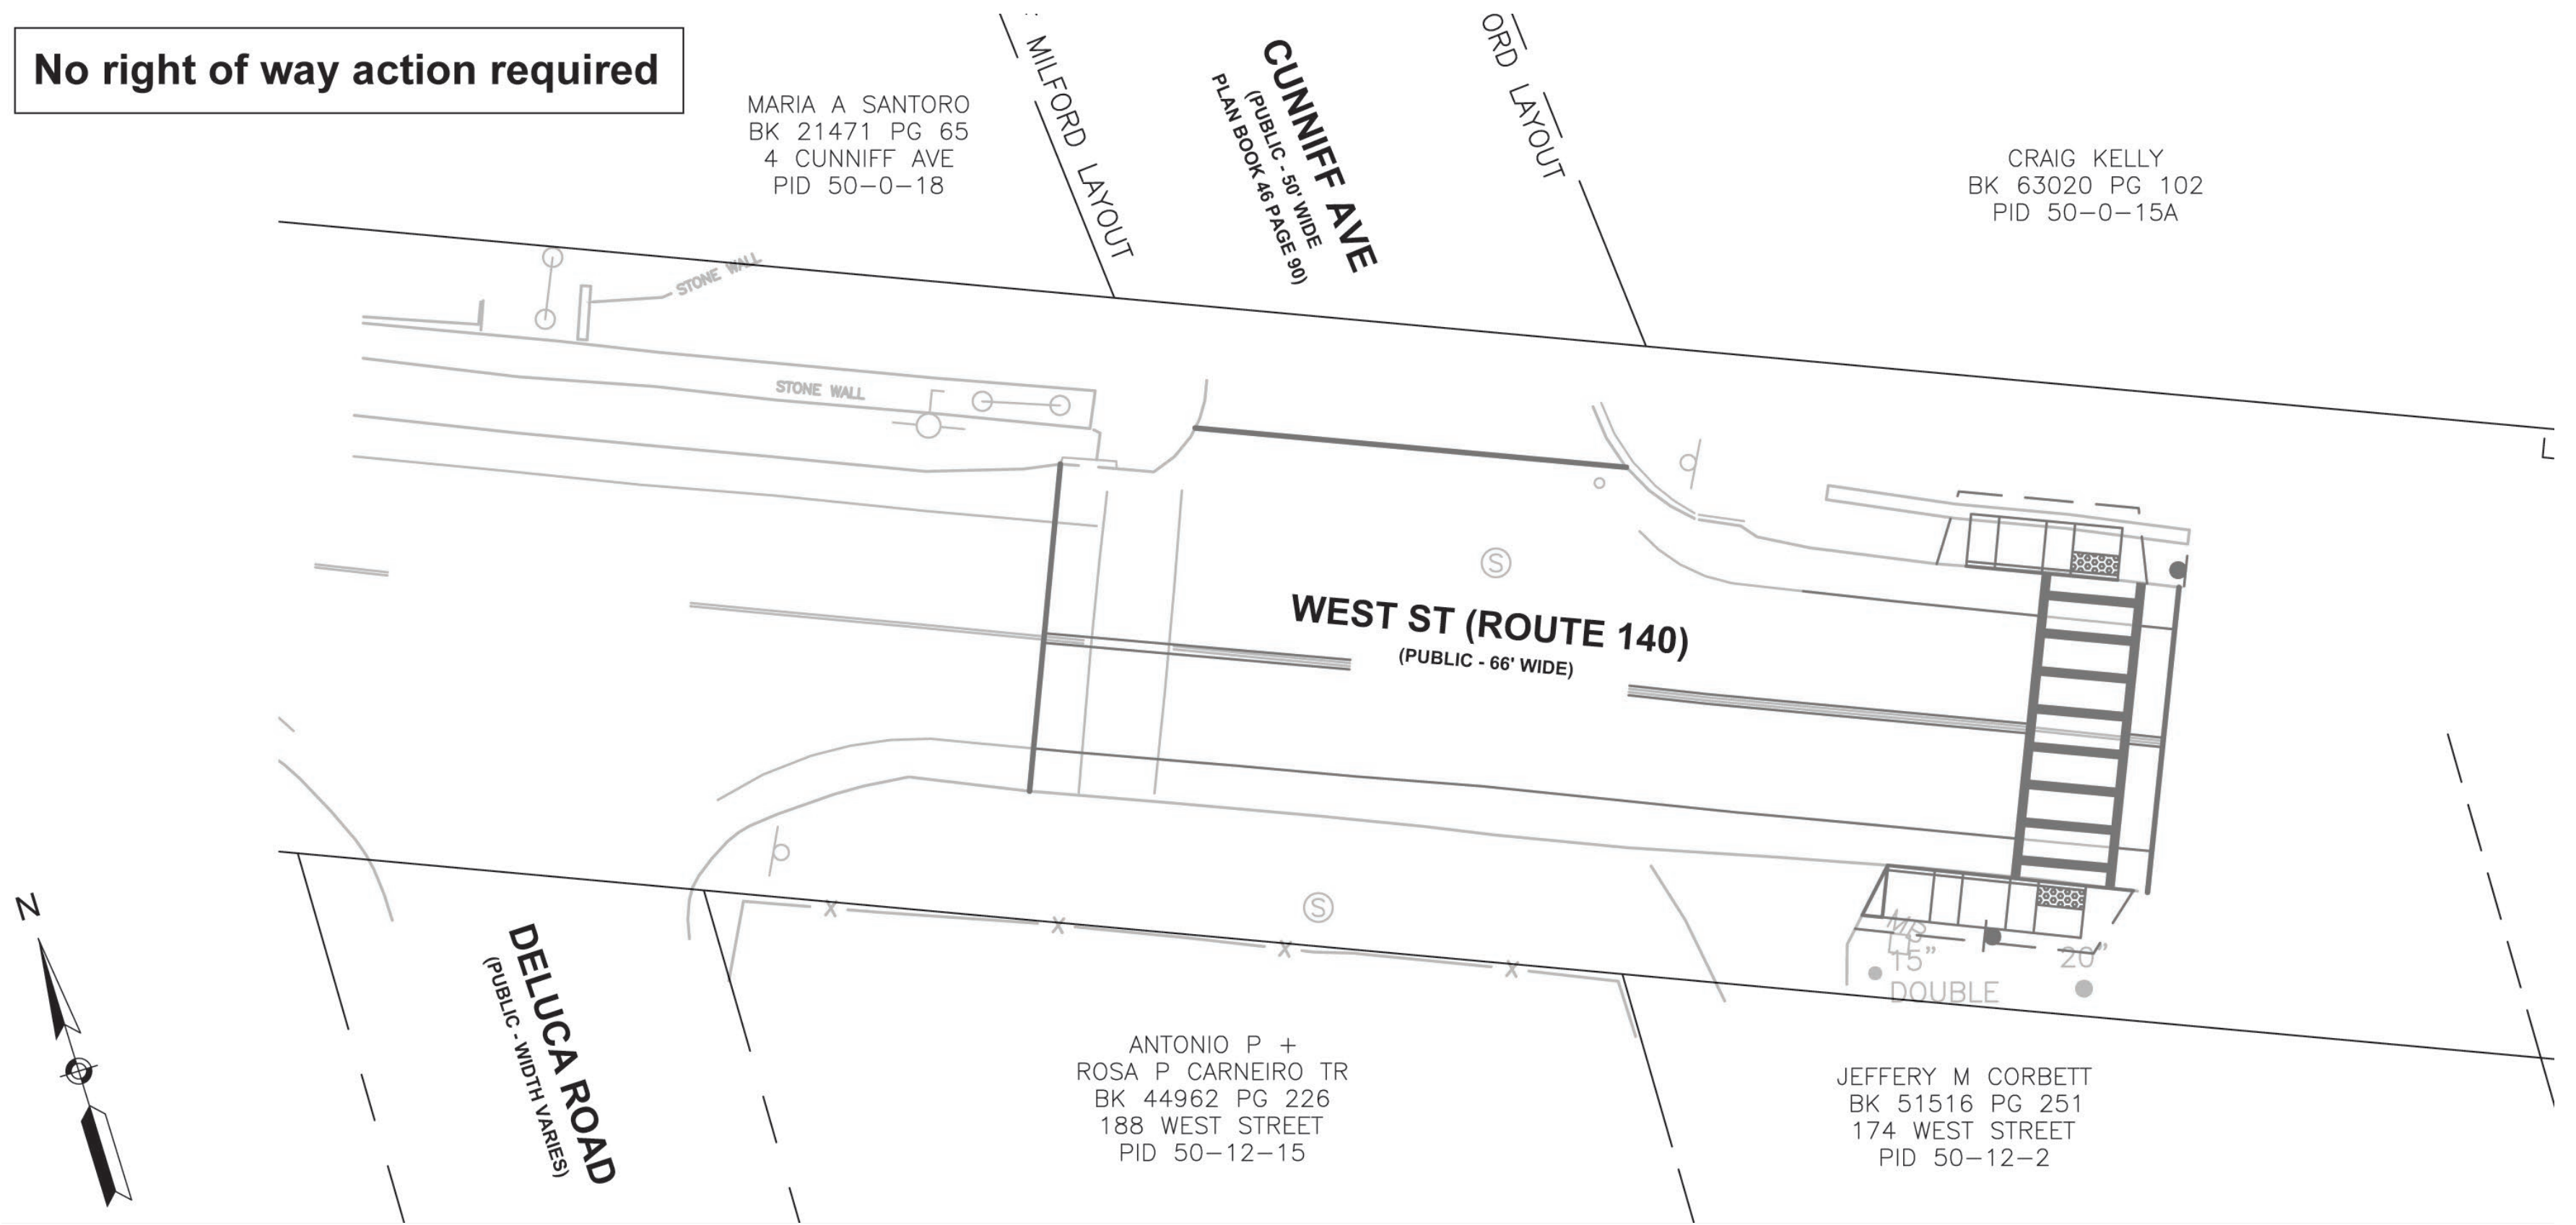 No right of way action required
MARIA A SANTORO
BK 21471 PG 65
4 CUNNIFF AVE
PID 50-0-18
MILFORD LAYOUT
CUNNIFF AVE
(PUBLIC - 50' WIDE
PLAN BOOK 46 PAGE 90)
ORD LAYOUT
CRAIG KELLY
BK 63020 PG 102
PID 50-0-15A
STONE WALL
STONE WALL
S
WEST ST (ROUTE 140)
(PUBLIC - 66' WIDE)
N
DELUCA ROAD
(PUBLIC - WIDTH VARIES)
X
X
X
X
S
MB
15"
DOUBLE
20"
ANTONIO P +
ROSA P CARNEIRO TR
BK 44962 PG 226
188 WEST STREET
PID 50-12-15
JEFFERY M CORBETT
BK 51516 PG 251
174 WEST STREET
PID 50-12-2